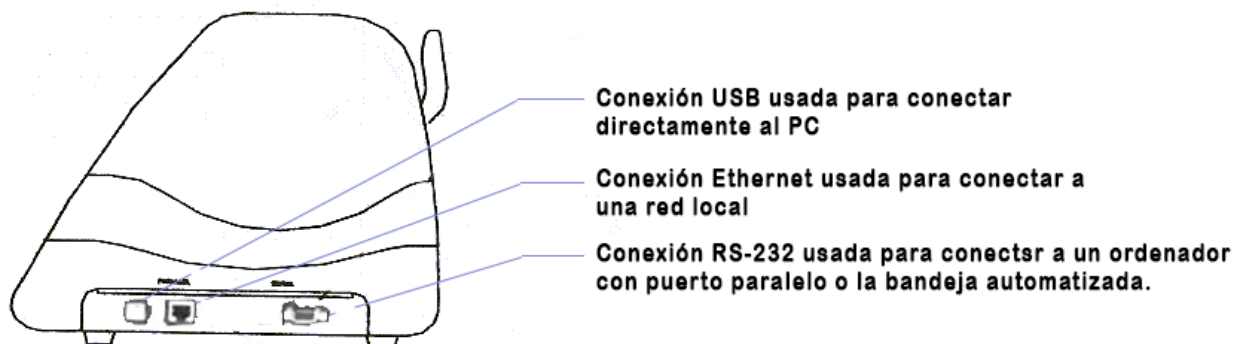 Conexión USB usada para conectar
directamente al PC
Conexión Ethernet usada para conectar a
una red local
Conexión RS-232 usada para conectsr a un ordenador
con puerto paralelo o la bandeja automatizada.